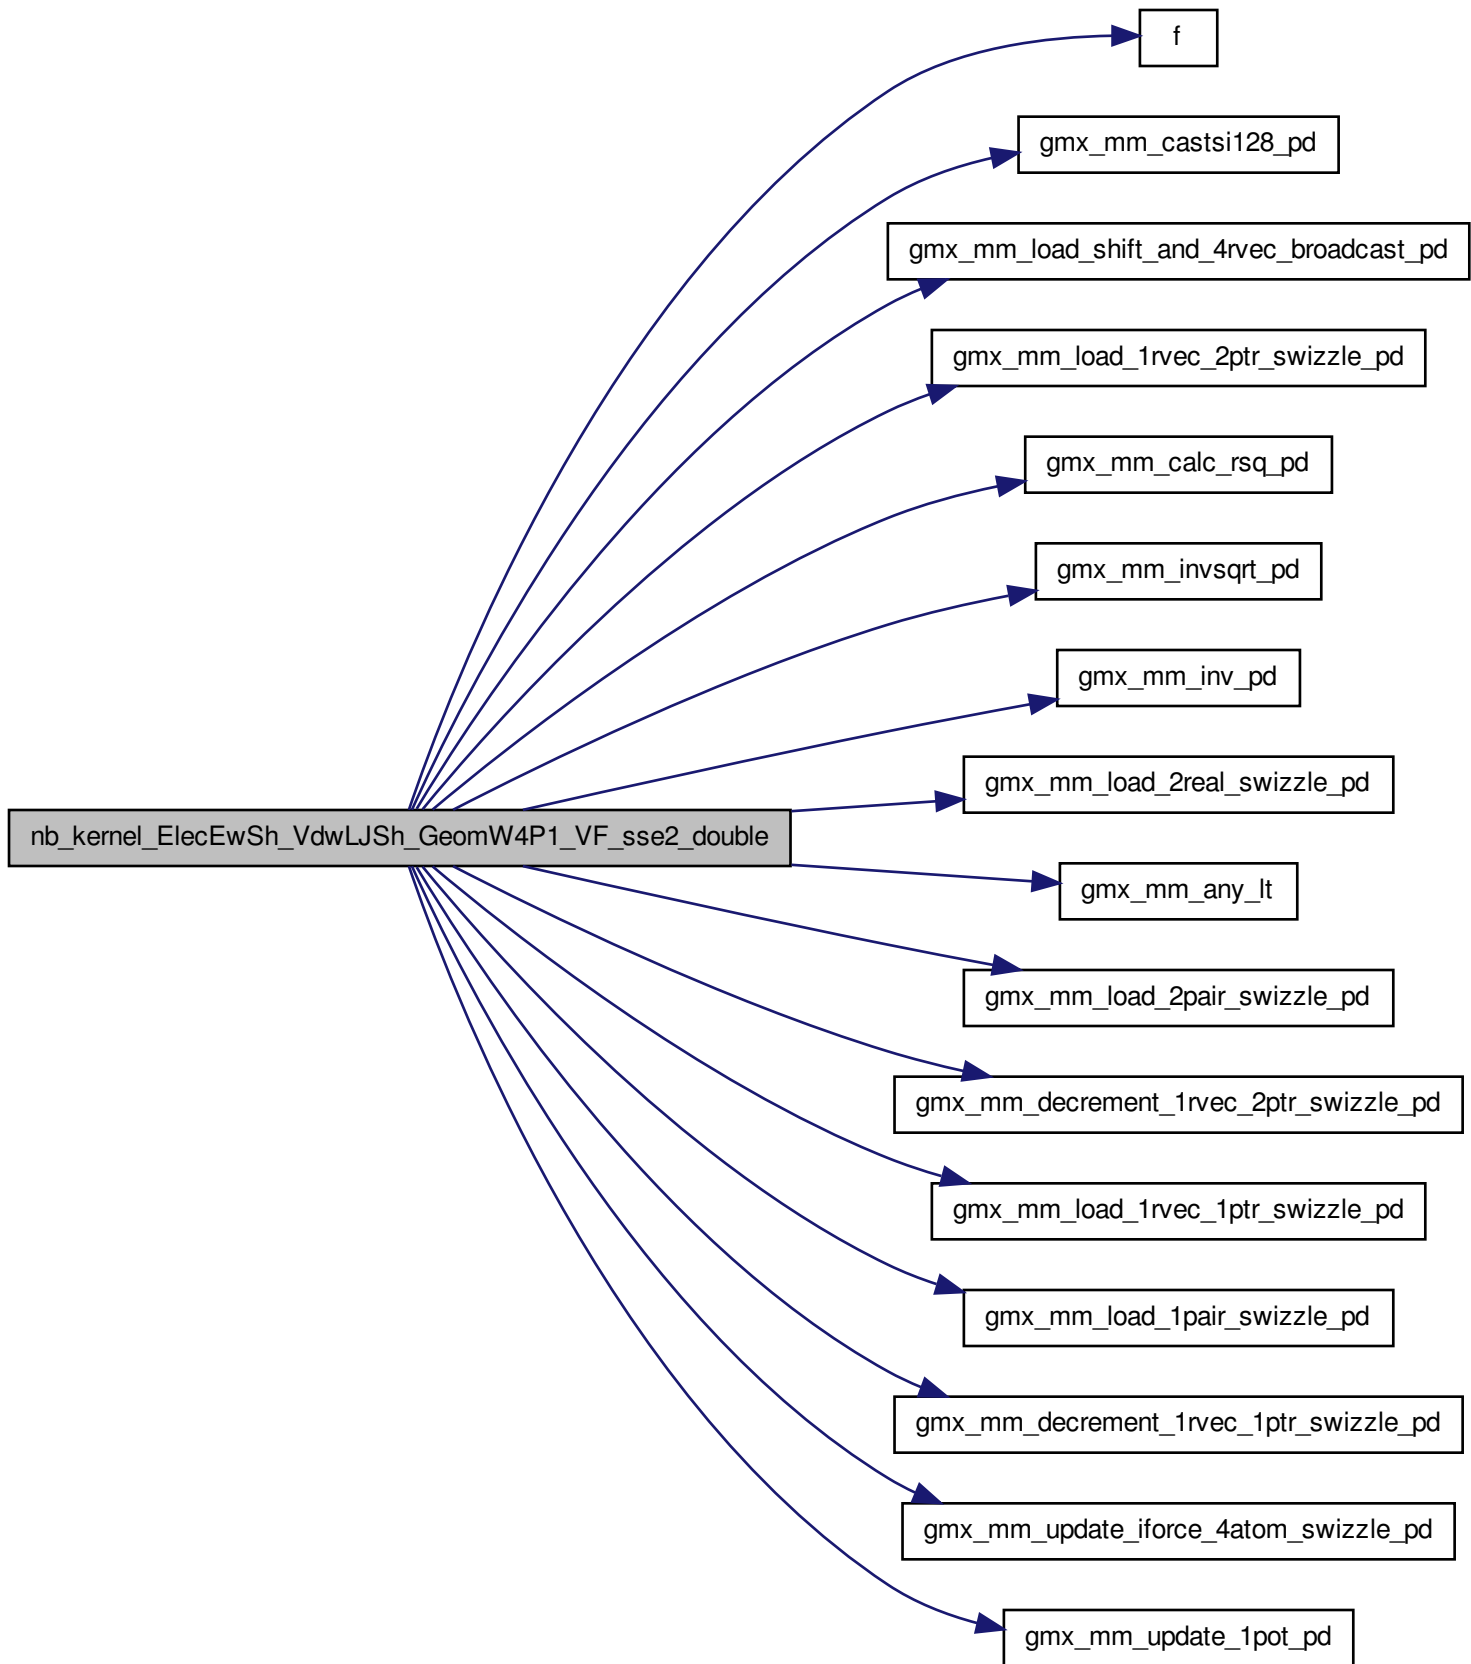 f
gmx_mm_castsi128_pd
gmx_mm_load_shift_and_4rvec_broadcast_pd
gmx_mm_load_1rvec_2ptr_swizzle_pd
gmx_mm_calc_rsq_pd
gmx_mm_invsqrt_pd
gmx_mm_inv_pd
gmx_mm_load_2real_swizzle_pd
nb_kernel_ElecEwSh_VdwLJSh_GeomW4P1_VF_sse2_double
gmx_mm_any_lt
gmx_mm_load_2pair_swizzle_pd
gmx_mm_decrement_1rvec_2ptr_swizzle_pd
gmx_mm_load_1rvec_1ptr_swizzle_pd
gmx_mm_load_1pair_swizzle_pd
gmx_mm_decrement_1rvec_1ptr_swizzle_pd
gmx_mm_update_iforce_4atom_swizzle_pd
gmx_mm_update_1pot_pd